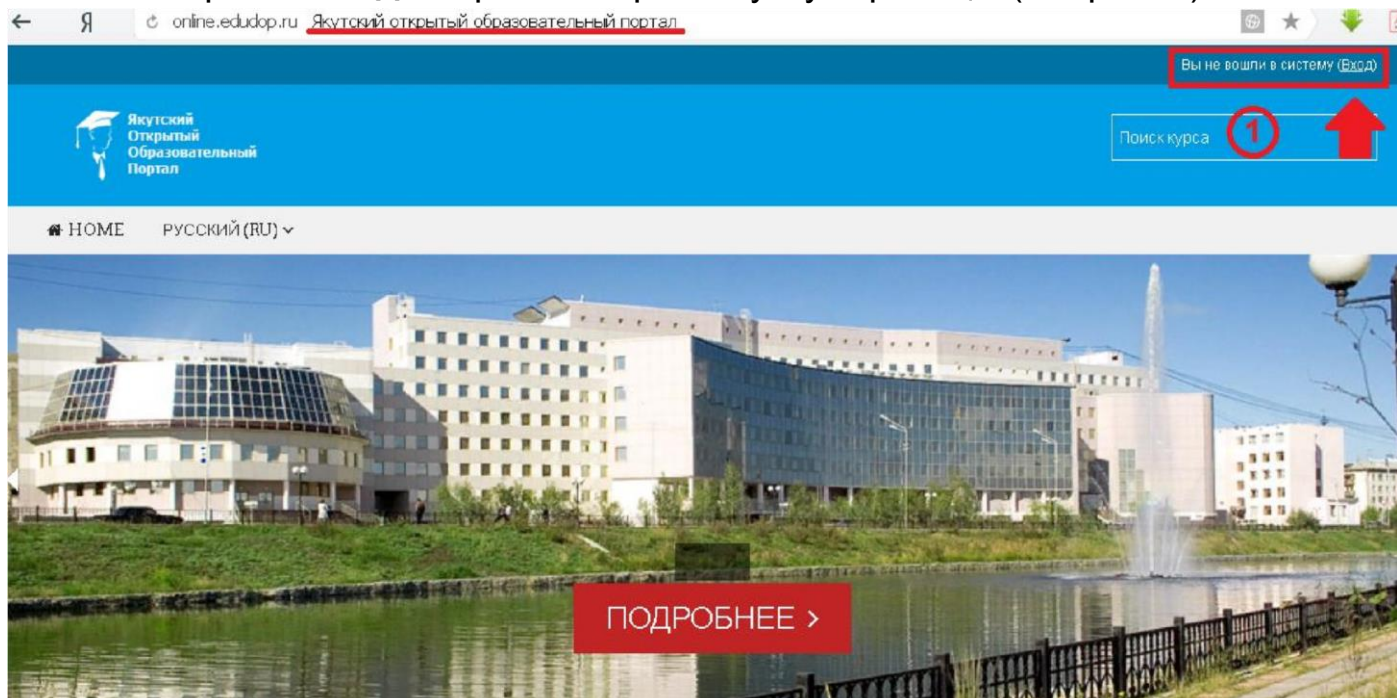 Я online.edudop.ru Якутский открытый образовательный портал
Вы не вошли в систему (Вход)
Якутский
Открытый
Образовательный
Портал
Поиск курса 1
HOME РУССКИЙ (RU)
ПОДРОБНЕЕ >